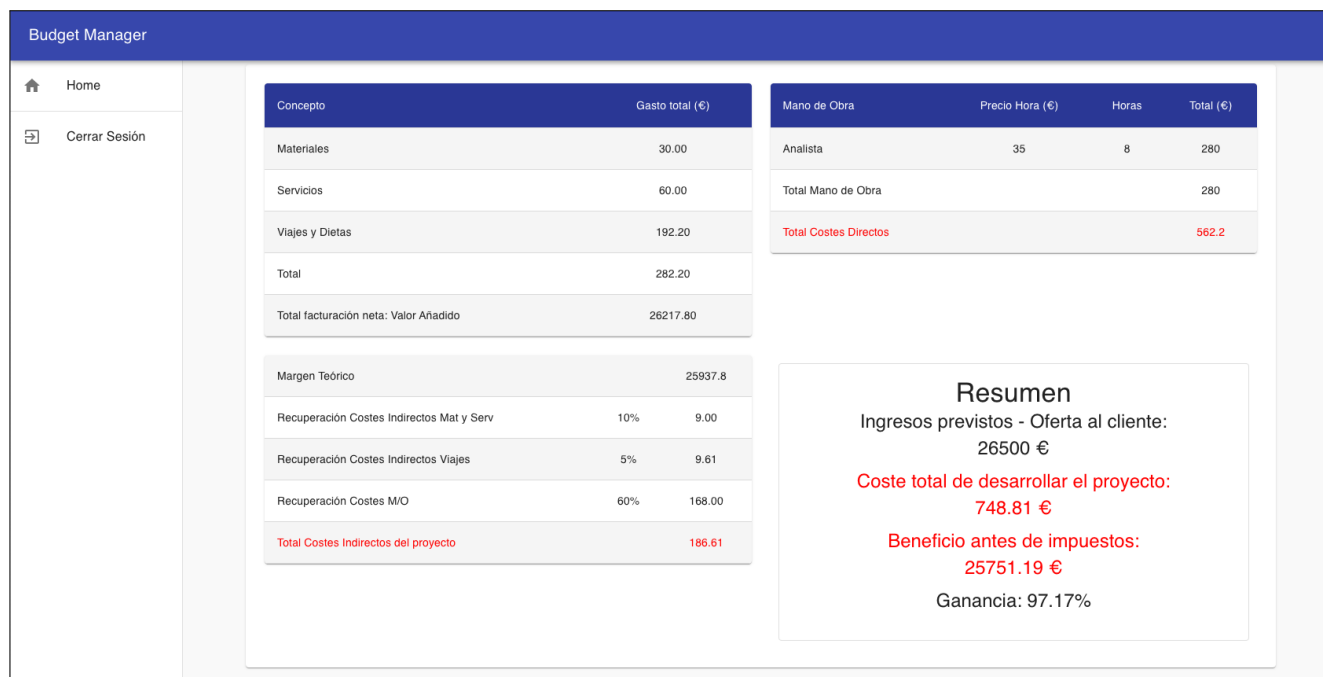 Budget Manager
Home
Cerrar Sesión
Concepto Gasto total (€)
Materiales 30.00
Servicios 60.00
Viajes y Dietas 192.20
Total 282.20
Total facturación neta: Valor Añadido 26217.80
Mano de Obra Precio Hora (€) Horas Total (€)
Analista 35 8 280
Total Mano de Obra 280
Total Costes Directos 562.2
Margen Teórico 25937.8
Recuperación Costes Indirectos Mat y Serv 10% 9.00
Recuperación Costes Indirectos Viajes 5% 9.61
Recuperación Costes M/O 60% 168.00
Total Costes Indirectos del proyecto 186.61
Resumen
Ingresos previstos - Oferta al cliente:
26500 €
Coste total de desarrollar el proyecto:
748.81 €
Beneficio antes de impuestos:
25751.19 €
Ganancia: 97.17%